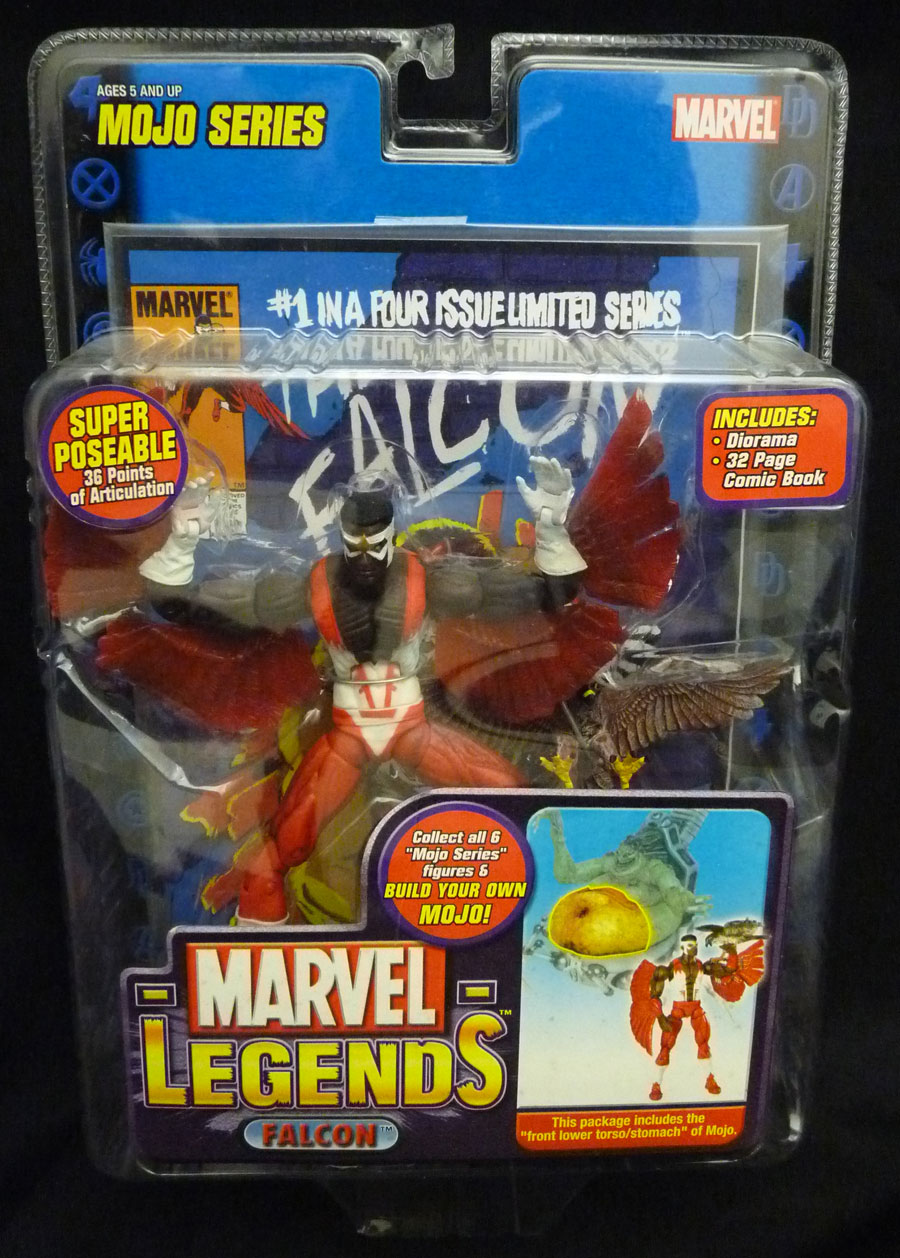 AGES 5 AND UP
MOJO SERIES
MARVEL
MARVEL®
#1 IN A FOUR ISSUE LIMITED SERIES
FALCON
SUPER
POSEABLE
36 Points
of Articulation
INCLUDES:
• Diorama
• 32 Page
Comic Book
Collect all 6
"Mojo Series"
figures &
BUILD YOUR OWN
MOJO!
MARVEL
LEGENDS™
FALCON™
This package includes the
"front lower torso/stomach" of Mojo.